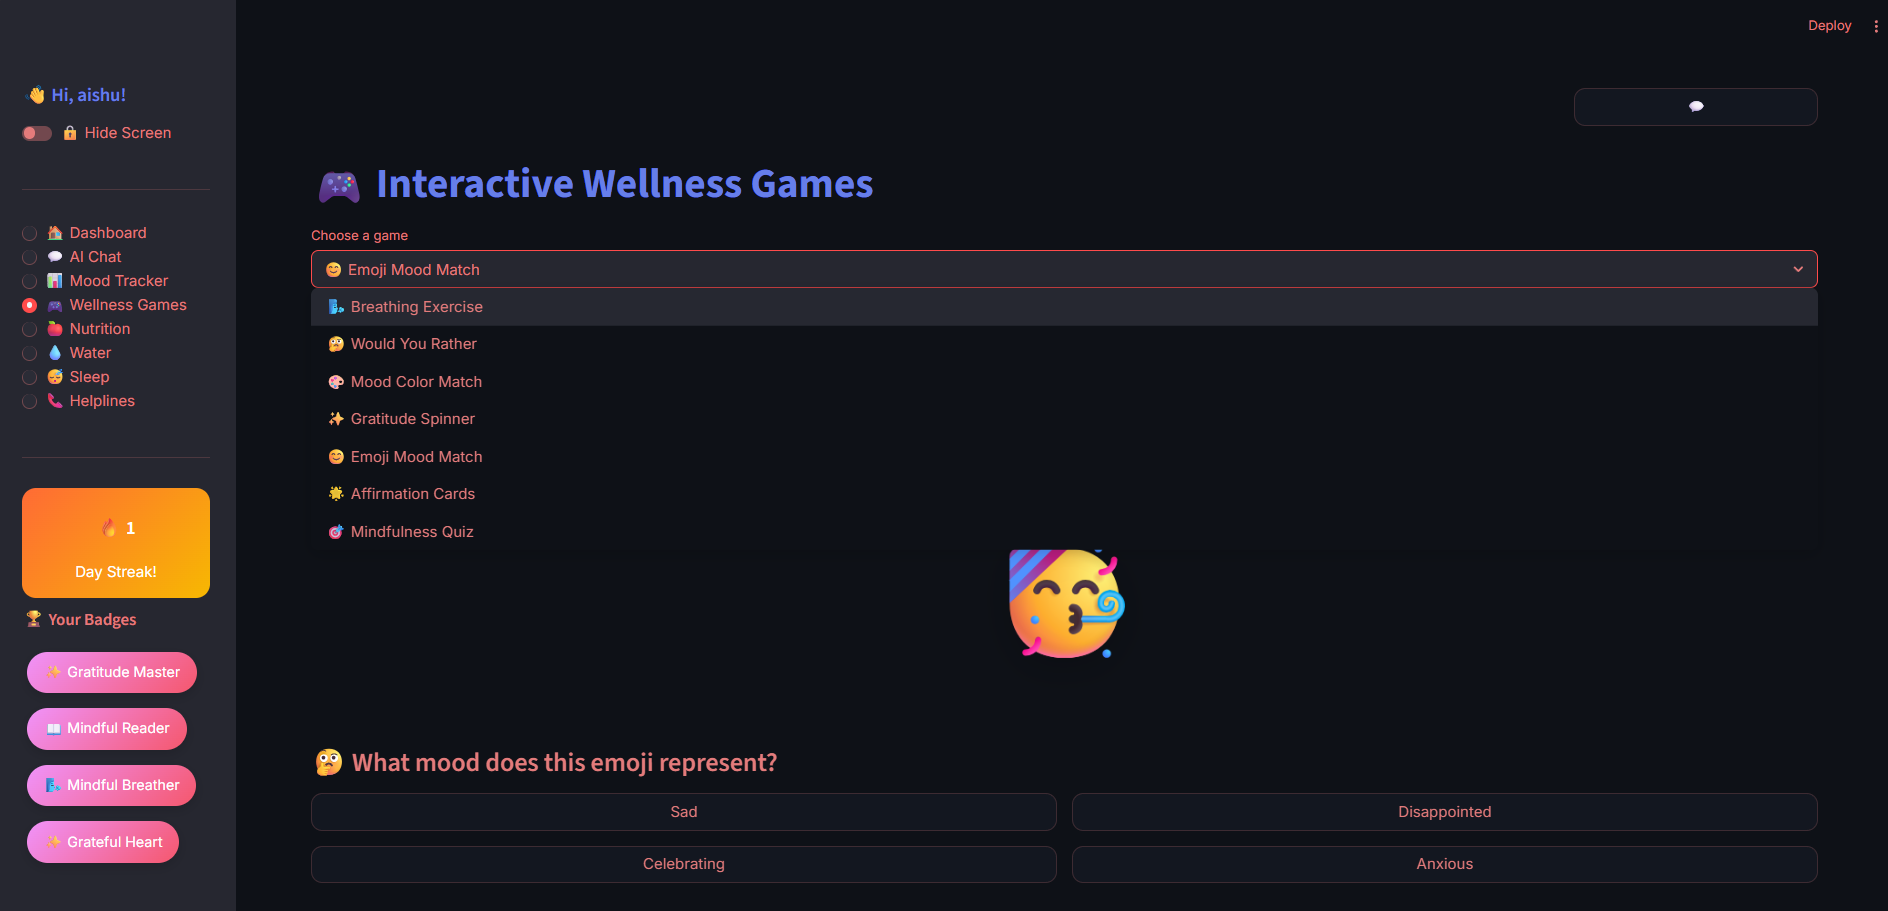 Deploy
Hi, aishu!
Hide Screen
Dashboard
AI Chat
Mood Tracker
Wellness Games
Nutrition
Water
Sleep
Helplines
1
Day Streak!
Your Badges
Gratitude Master
Mindful Reader
Mindful Breather
Grateful Heart
Interactive Wellness Games
Choose a game
Emoji Mood Match
Breathing Exercise
Would You Rather
Mood Color Match
Gratitude Spinner
Emoji Mood Match
Affirmation Cards
Mindfulness Quiz
What mood does this emoji represent?
Sad
Disappointed
Celebrating
Anxious